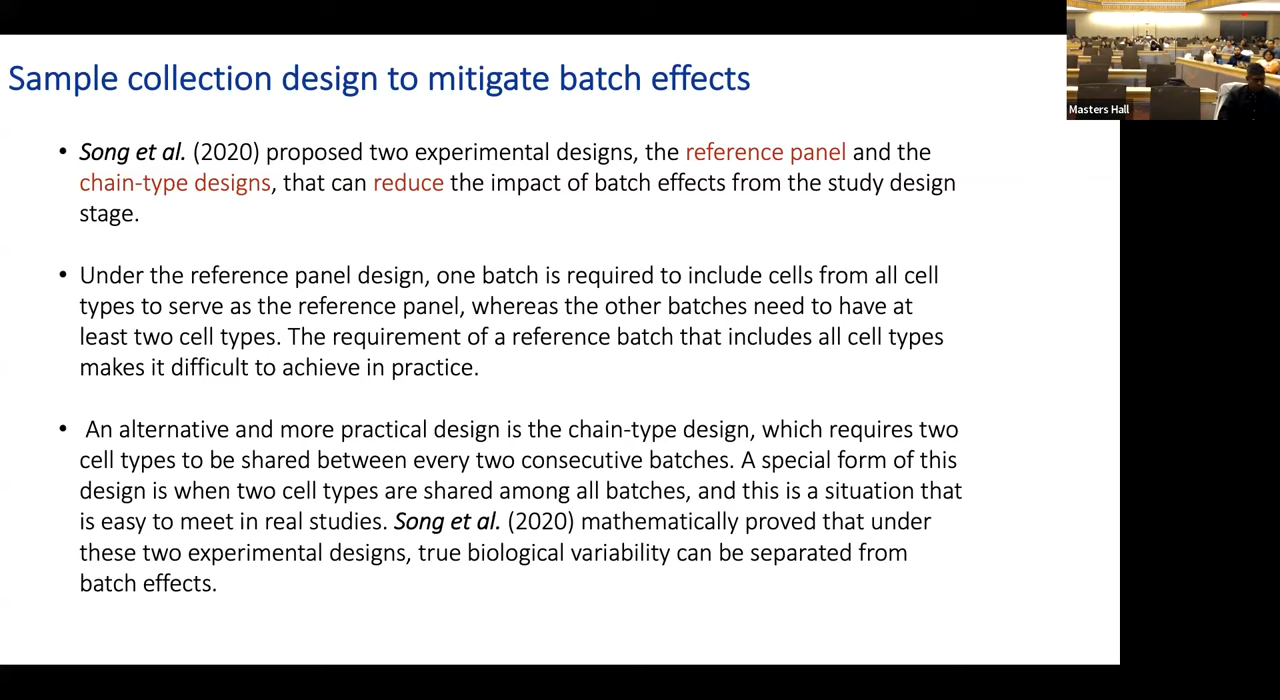 Sample collection design to mitigate batch effects
Masters Hall
• Song et al. (2020) proposed two experimental designs, the reference panel and the
chain-type designs, that can reduce the impact of batch effects from the study design
stage.
• Under the reference panel design, one batch is required to include cells from all cell
types to serve as the reference panel, whereas the other batches need to have at
least two cell types. The requirement of a reference batch that includes all cell types
makes it difficult to achieve in practice.
• An alternative and more practical design is the chain-type design, which requires two
cell types to be shared between every two consecutive batches. A special form of this
design is when two cell types are shared among all batches, and this is a situation that
is easy to meet in real studies. Song et al. (2020) mathematically proved that under
these two experimental designs, true biological variability can be separated from
batch effects.